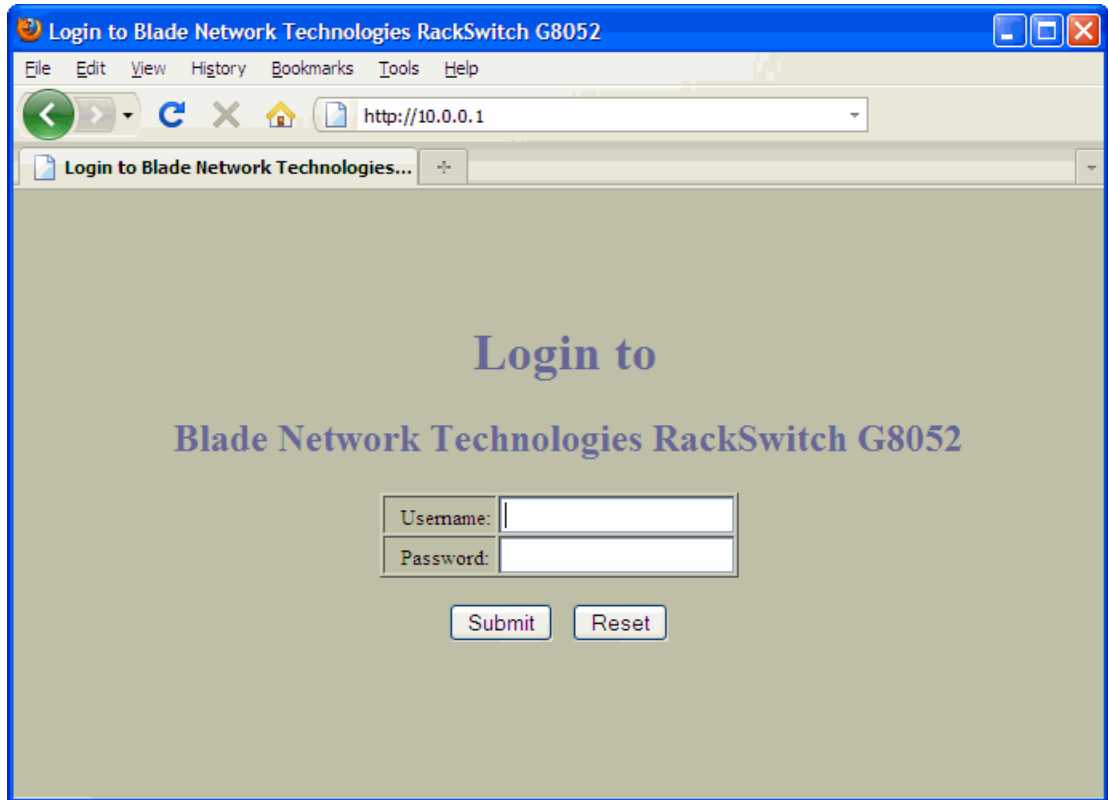 Login to Blade Network Technologies RackSwitch G8052
File Edit View History Bookmarks Tools Help
http://10.0.0.1
Login to Blade Network Technologies...
Login to
Blade Network Technologies RackSwitch G8052
Username:
Password:
Submit Reset